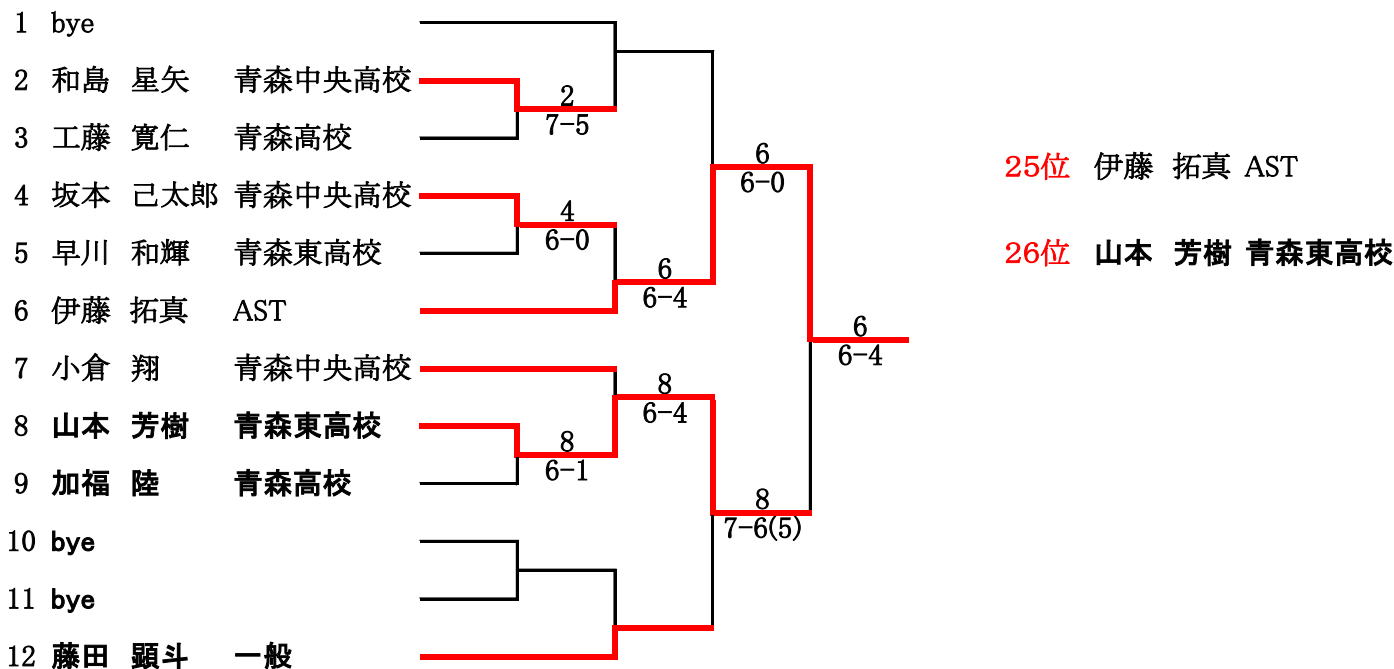 1 bye
2 和島 星矢 青森中央高校
2
7-5
3 工藤 寛仁 青森高校
6
6-0
25位 伊藤 拓真 AST
4 坂本 己太郎 青森中央高校
4
6-0
5 早川 和輝 青森東高校
26位 山本 芳樹 青森東高校
6
6-4
6 伊藤 拓真 AST
6
6-4
7 小倉 翔 青森中央高校
8
6-4
8 山本 芳樹 青森東高校
8
6-1
9 加福 陸 青森高校
8
7-6(5)
10 bye
11 bye
12 藤田 顕斗 一般